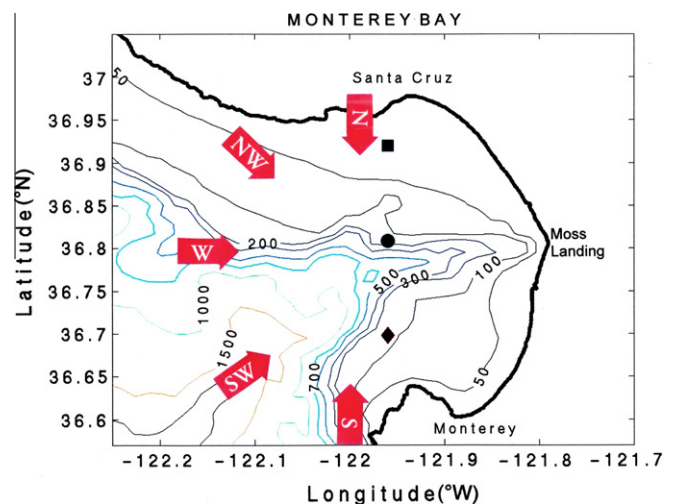 MONTEREY BAY
Santa Cruz
37
36.95
36.9
36.85
36.8
36.75
36.7
36.65
36.6
Latitude(°N)
50
N
NW
W
200
Moss
Landing
100
300
500
1000
1500
SW
700
50
S
Monterey
-122.2 -122.1 -122 -121.9 -121.8 -121.7
Longitude(°W)